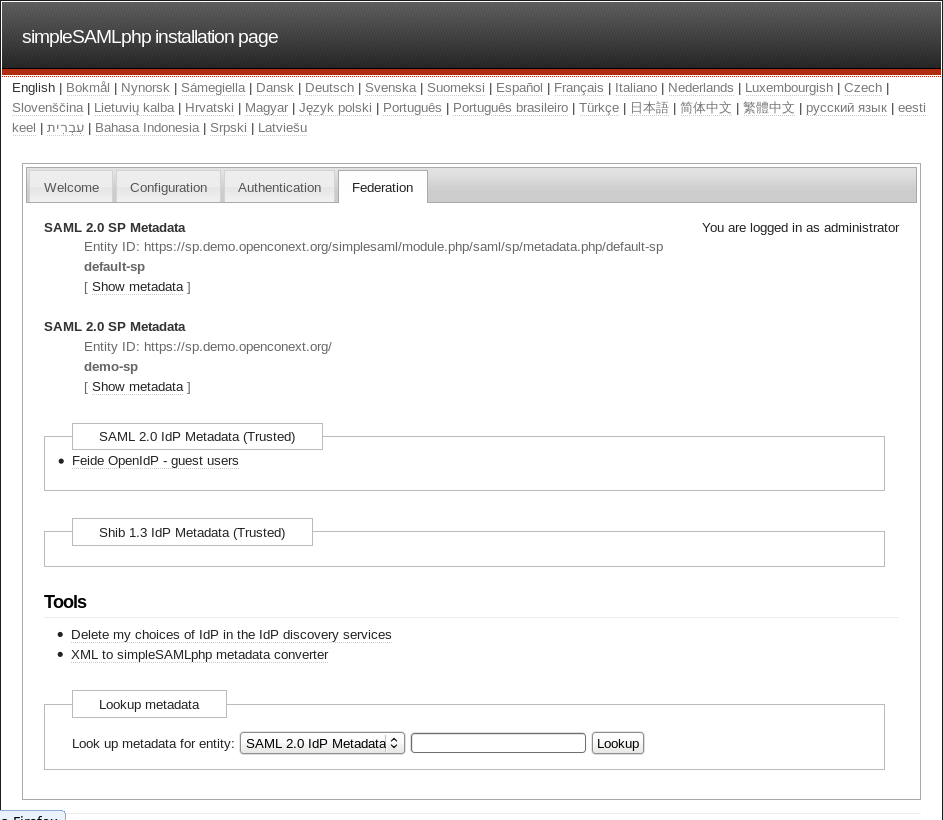 simpleSAMLphp installation page
English | Bokmål | Nynorsk | Sámegiella | Dansk | Deutsch | Svenska | Suomeksi | Español | Français | Italiano | Nederlands | Luxembourgish | Czech |
Slovenščina | Lietuvių kalba | Hrvatski | Magyar | Język polski | Português | Português brasileiro | Türkçe | 日本語 | 简体中文 | 繁體中文 | русский язык | eesti
keel | עִבְרִית | Bahasa Indonesia | Srpski | Latviešu
Welcome Configuration Authentication Federation
SAML 2.0 SP Metadata You are logged in as administrator
Entity ID: https://sp.demo.openconext.org/simplesaml/module.php/saml/sp/metadata.php/default-sp
default-sp
[ Show metadata ]
SAML 2.0 SP Metadata
Entity ID: https://sp.demo.openconext.org/
demo-sp
[ Show metadata ]
SAML 2.0 IdP Metadata (Trusted)
• Feide OpenIdP - guest users
Shib 1.3 IdP Metadata (Trusted)
Tools
• Delete my choices of IdP in the IdP discovery services
• XML to simpleSAMLphp metadata converter
Lookup metadata
Look up metadata for entity: SAML 2.0 IdP Metadata Lookup